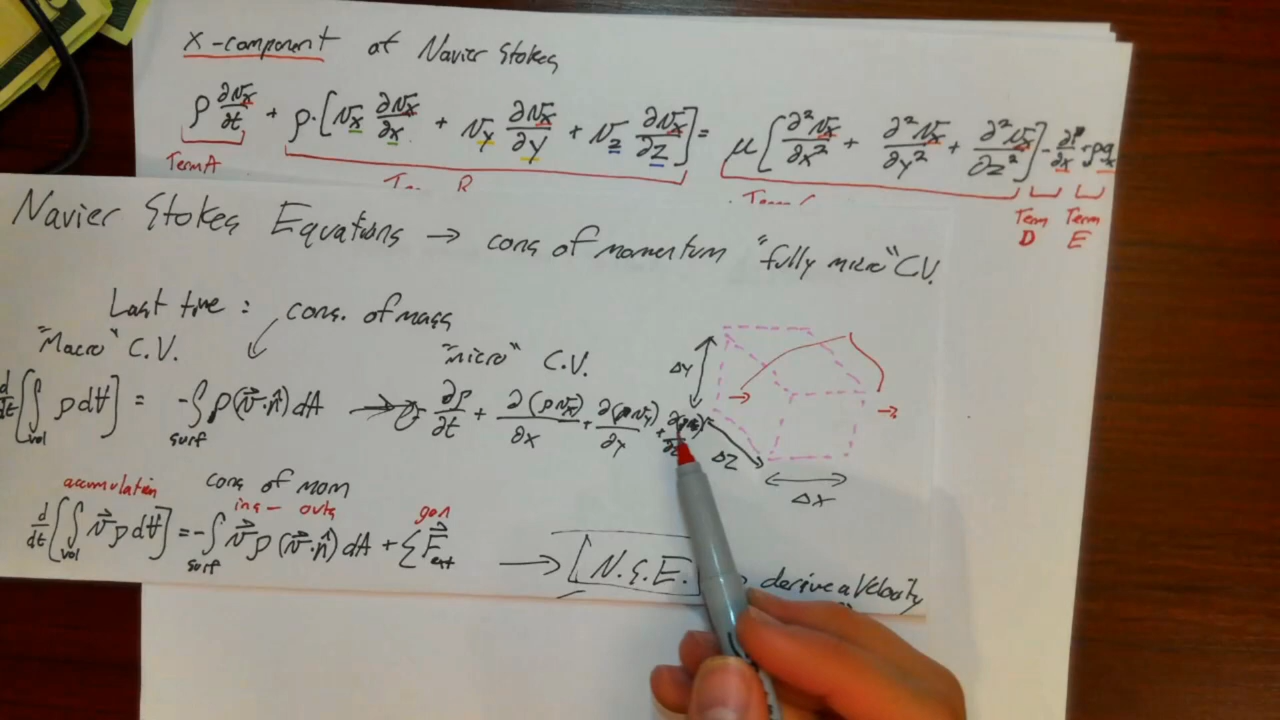 x-component of Navier Stokes
ρ ∂Vx/∂t + ρ·[Vx ∂Vx/∂x + Vy ∂Vx/∂y + Vz ∂Vx/∂z] = μ[∂²Vx/∂x² + ∂²Vx/∂y² + ∂²Vx/∂z²] - ∂P/∂x + ρgx
Term A
Term D
Term E
Navier Stokes Equations → cons of momentum "fully micro" C.V.
Last time : cons. of mass
"Macro" C.V.
"micro" C.V.
d/dt[∫vol ρ dV] = -∫surf ρ(v⃗·n̂) dA → 0 = ∂ρ/∂t + ∂(ρVx)/∂x + ∂(ρVy)/∂y + ∂(ρVz)/∂z
ΔY
ΔZ
ΔX
accumulation
cons of mom
ins - outs
gen
d/dt[∫vol v⃗ρ dV] = -∫surf v⃗ρ(v⃗·n̂) dA + Σ F⃗ext → N.S.E.
derive a velocity